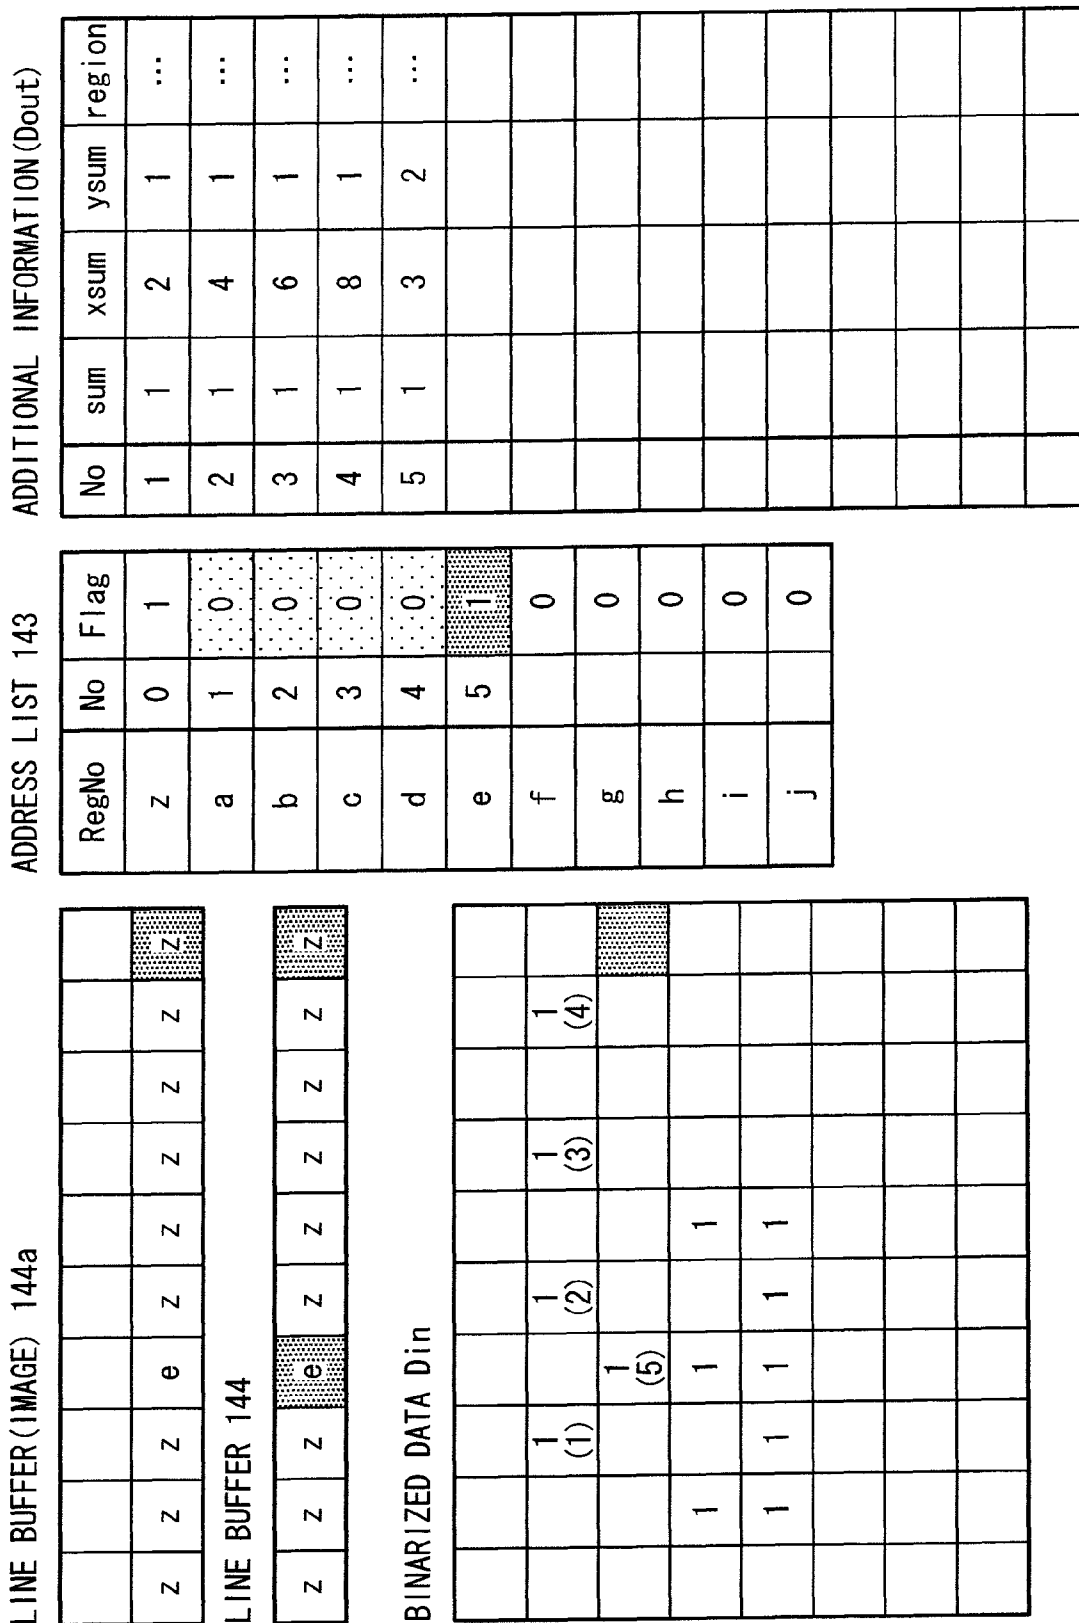 LINE BUFFER(IMAGE) 144a
z z z e z z z z z z
LINE BUFFER 144
z z z e z z z z z z
BINARIZED DATA Din
1 1 1 1
(1) (2) (3) (4)
1
(5)
1 1 1
1 1 1 1 1
ADDRESS LIST 143
RegNo No Flag
z 0 1
a 1 0
b 2 0
c 3 0
d 4 0
e 5 1
f 0
g 0
h 0
i 0
j 0
ADDITIONAL INFORMATION(Dout)
No sum xsum ysum region
1 1 2 1 ...
2 1 4 1 ...
3 1 6 1 ...
4 1 8 1 ...
5 1 3 2 ...